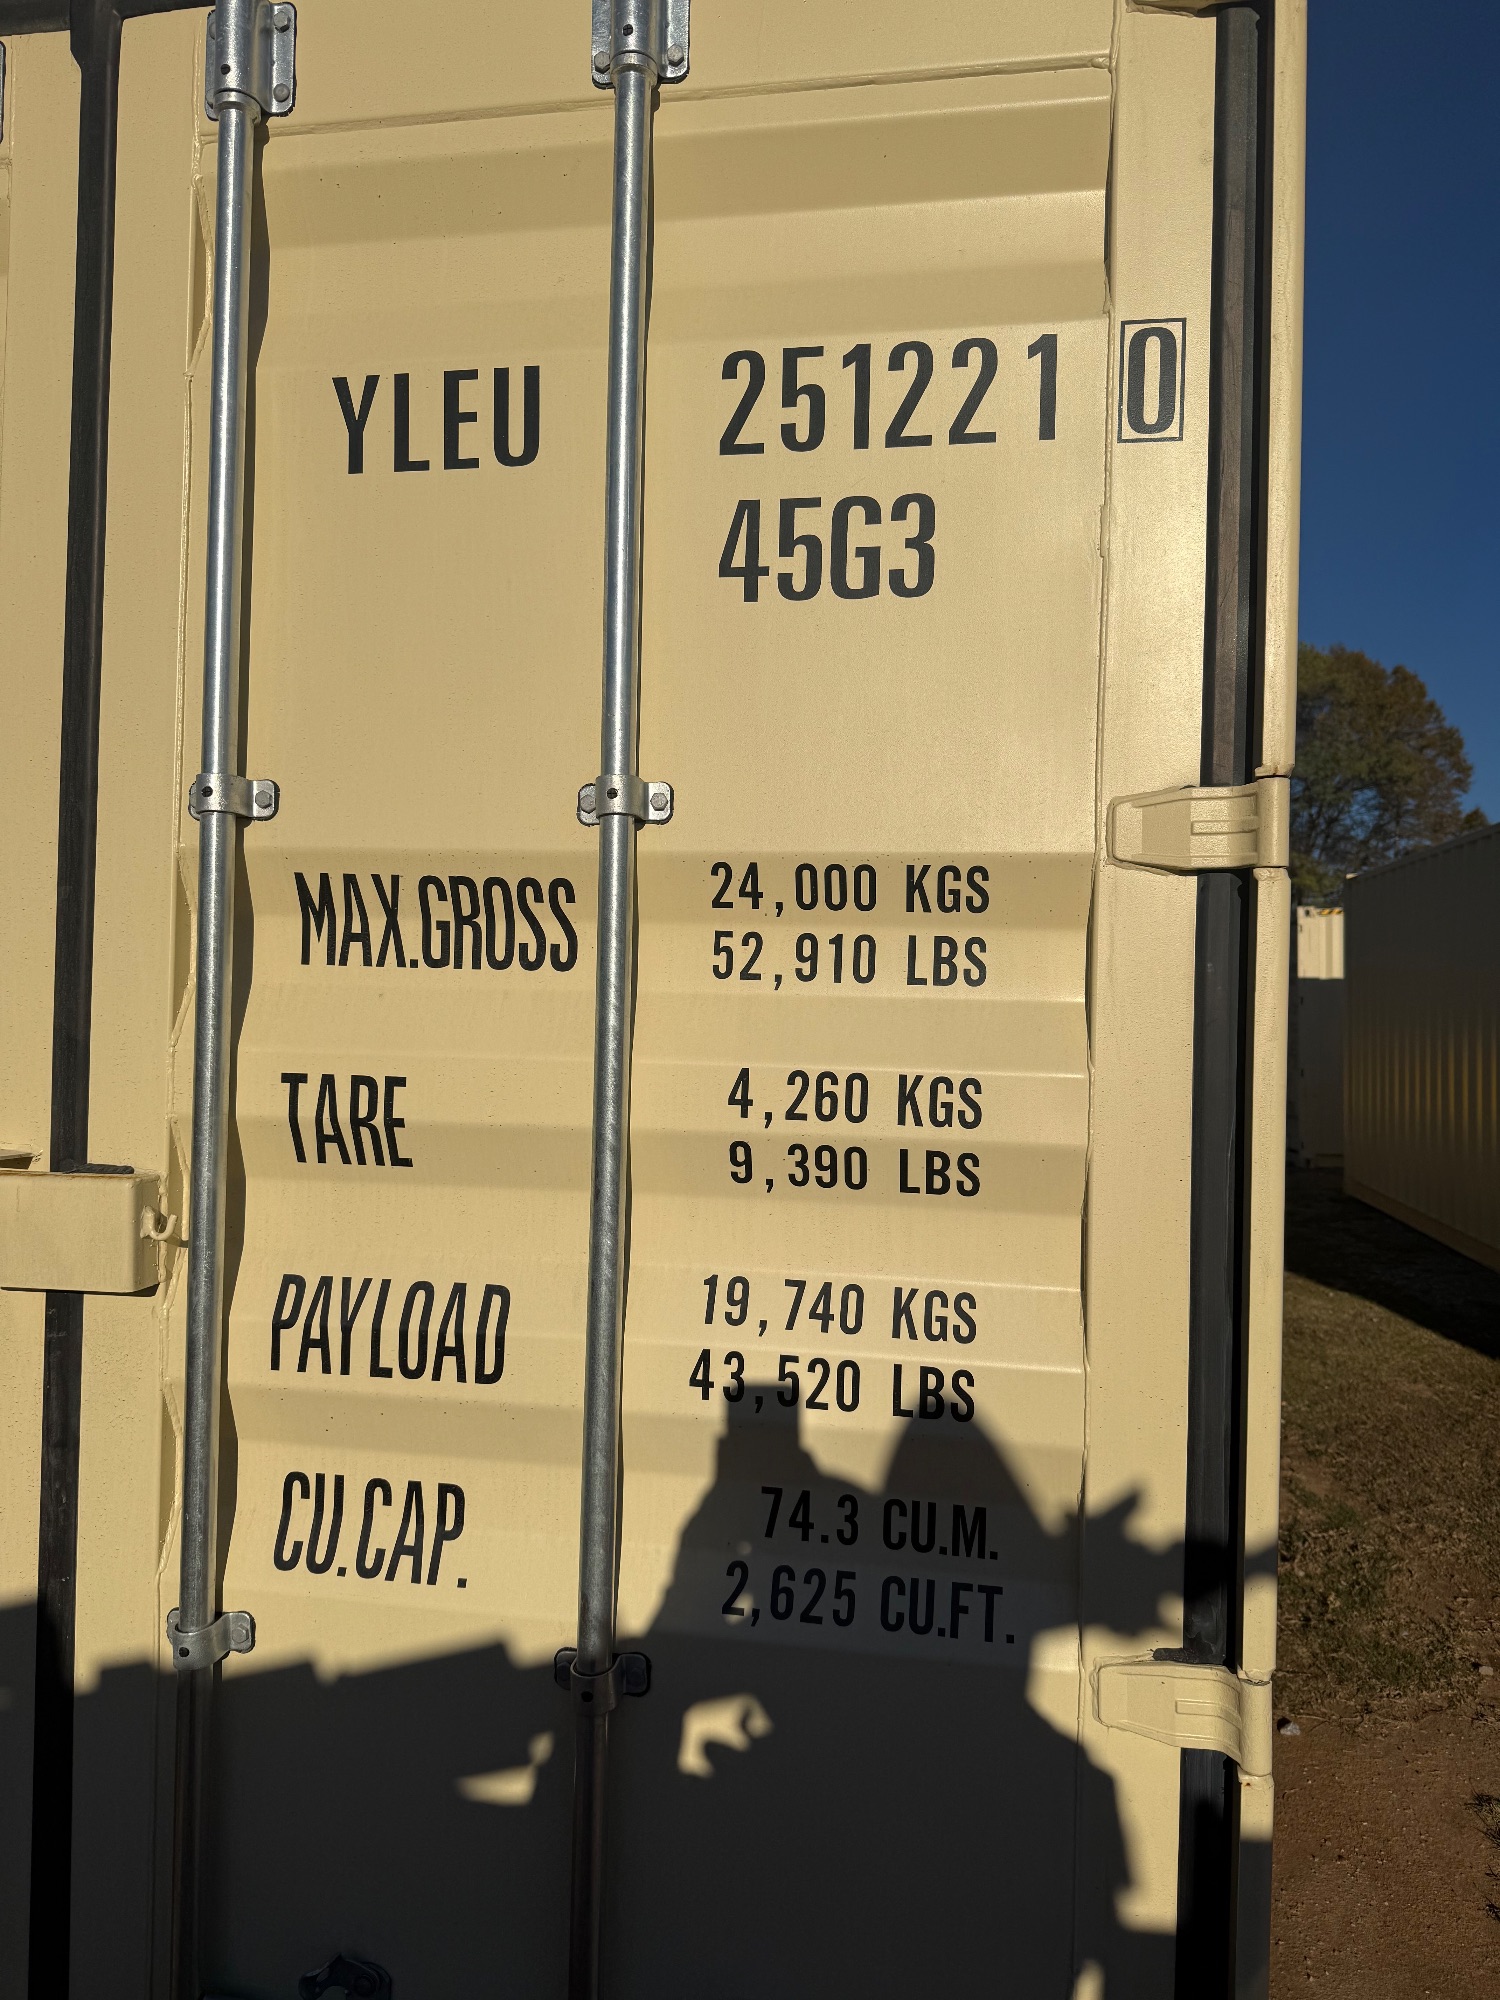 YLEU 251221 0
45G3
MAX.GROSS 24,000 KGS
52,910 LBS
TARE 4,260 KGS
9,390 LBS
PAYLOAD 19,740 KGS
43,520 LBS
CU.CAP. 74.3 CU.M.
2,625 CU.FT.